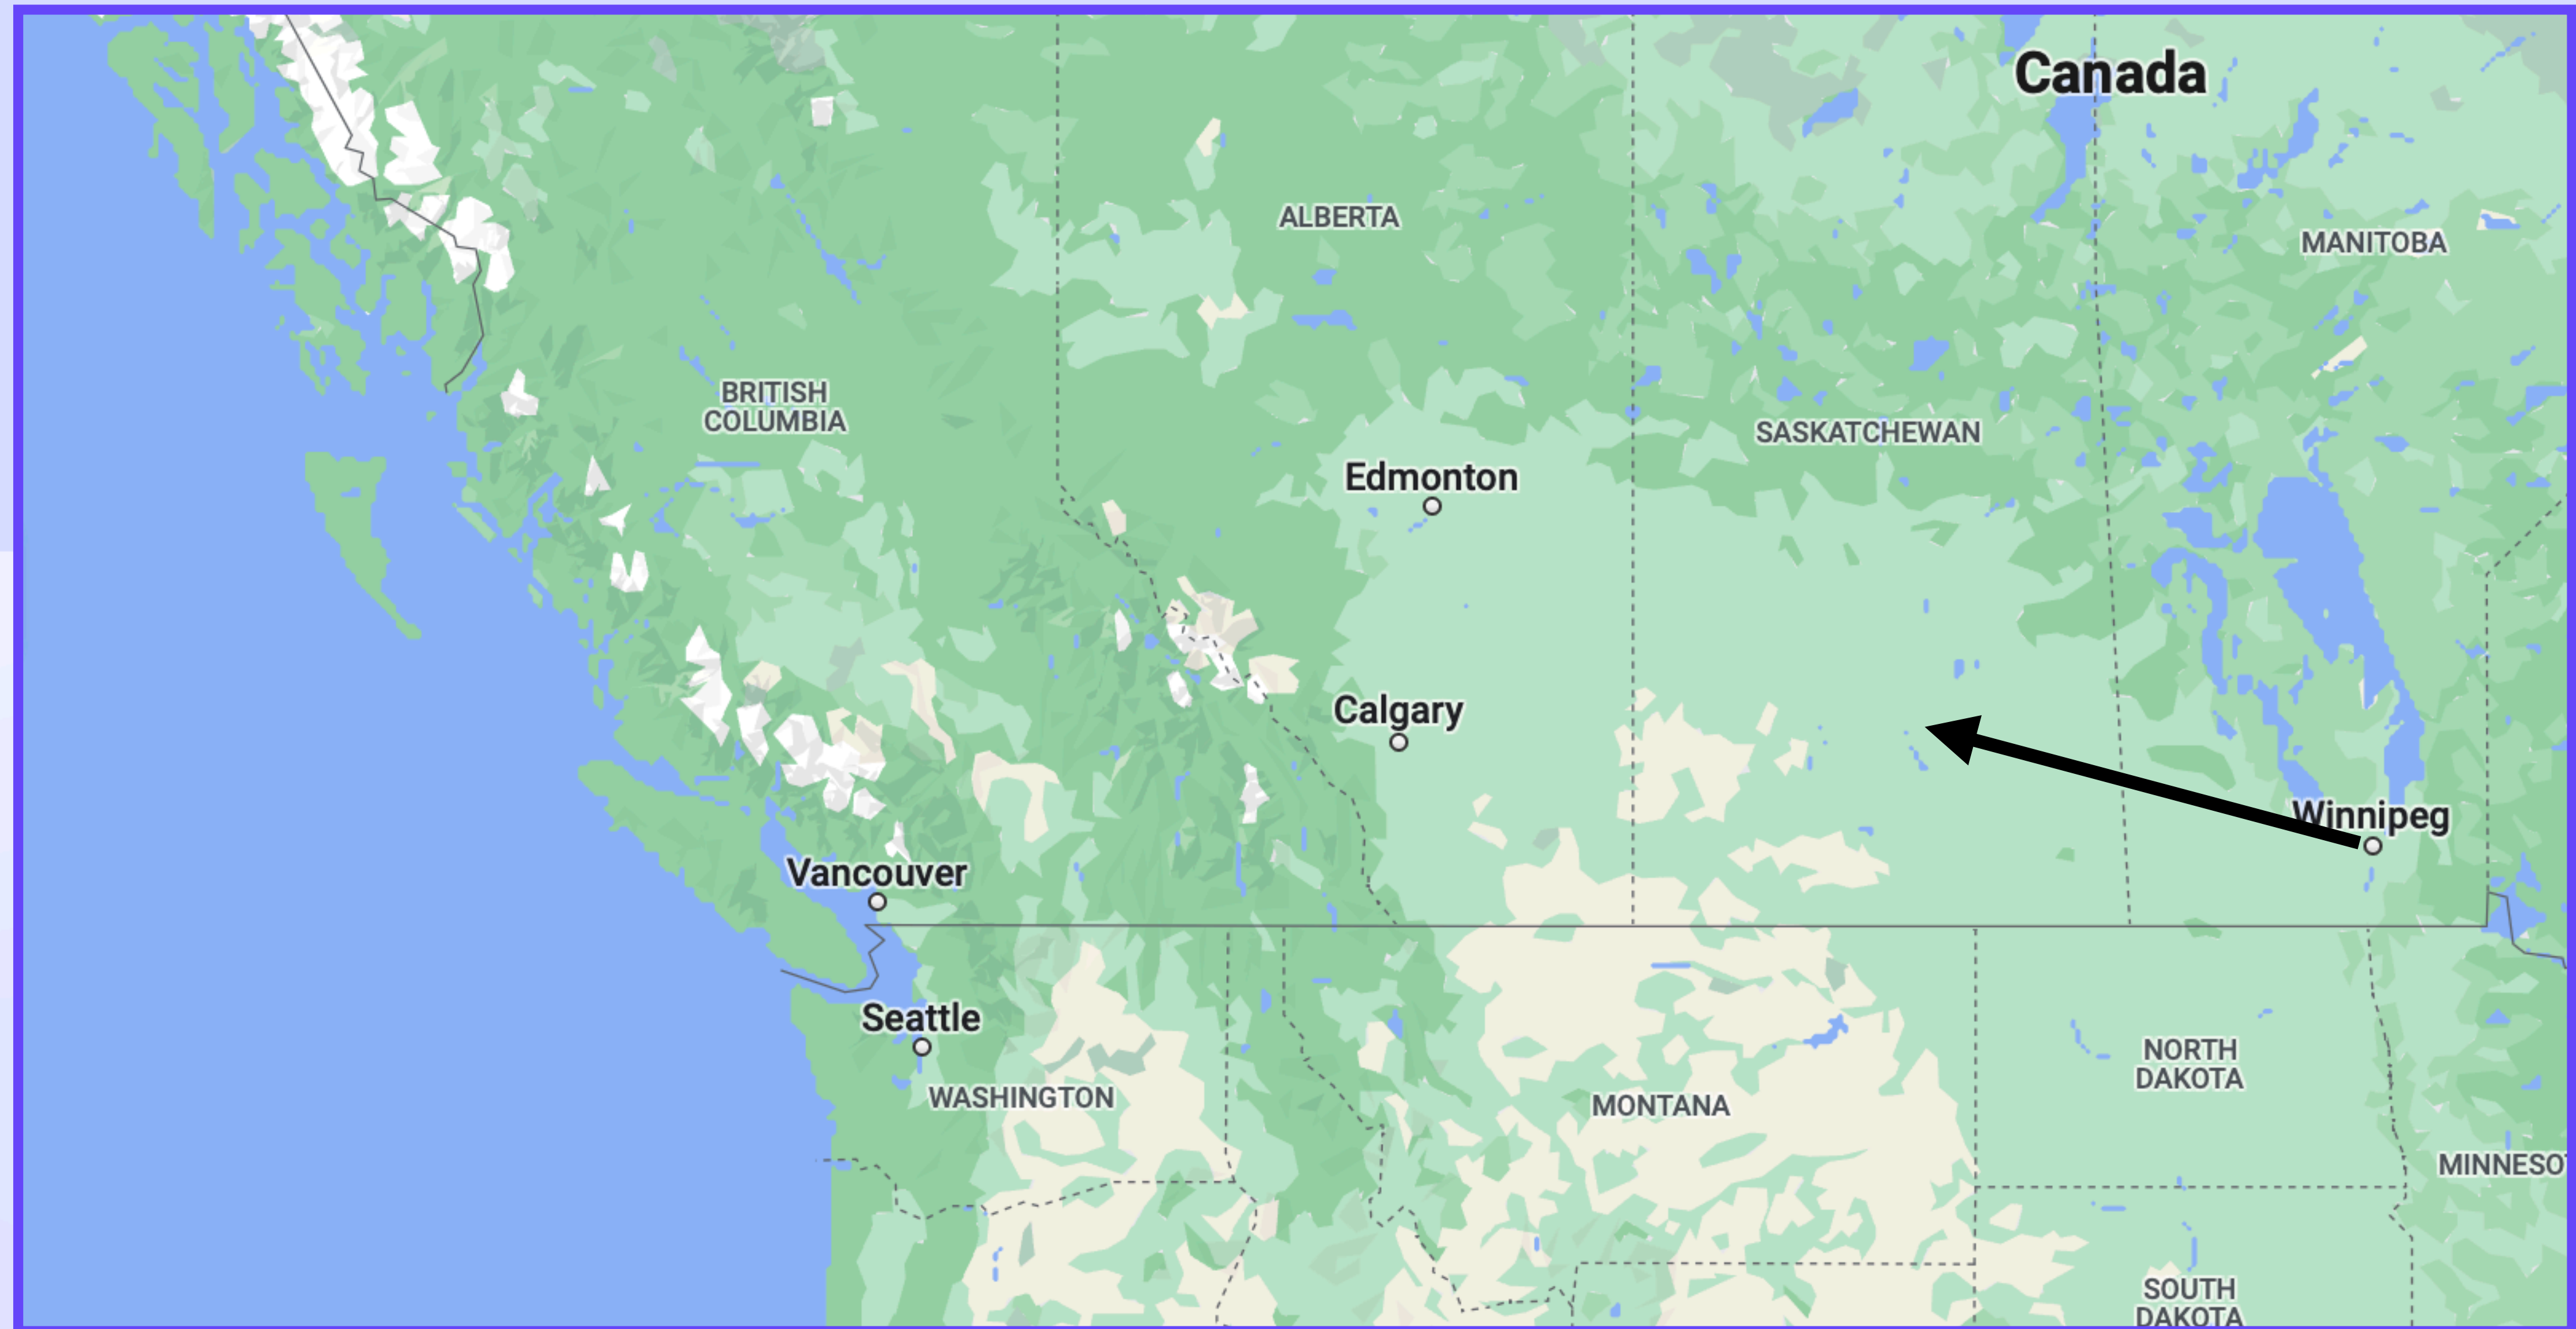 Canada
ALBERTA
MANITOBA
BRITISH
COLUMBIA
SASKATCHEWAN
Edmonton
Calgary
Winnipeg
Vancouver
Seattle
NORTH
DAKOTA
WASHINGTON
MONTANA
MINNESO
SOUTH
DAKOTA